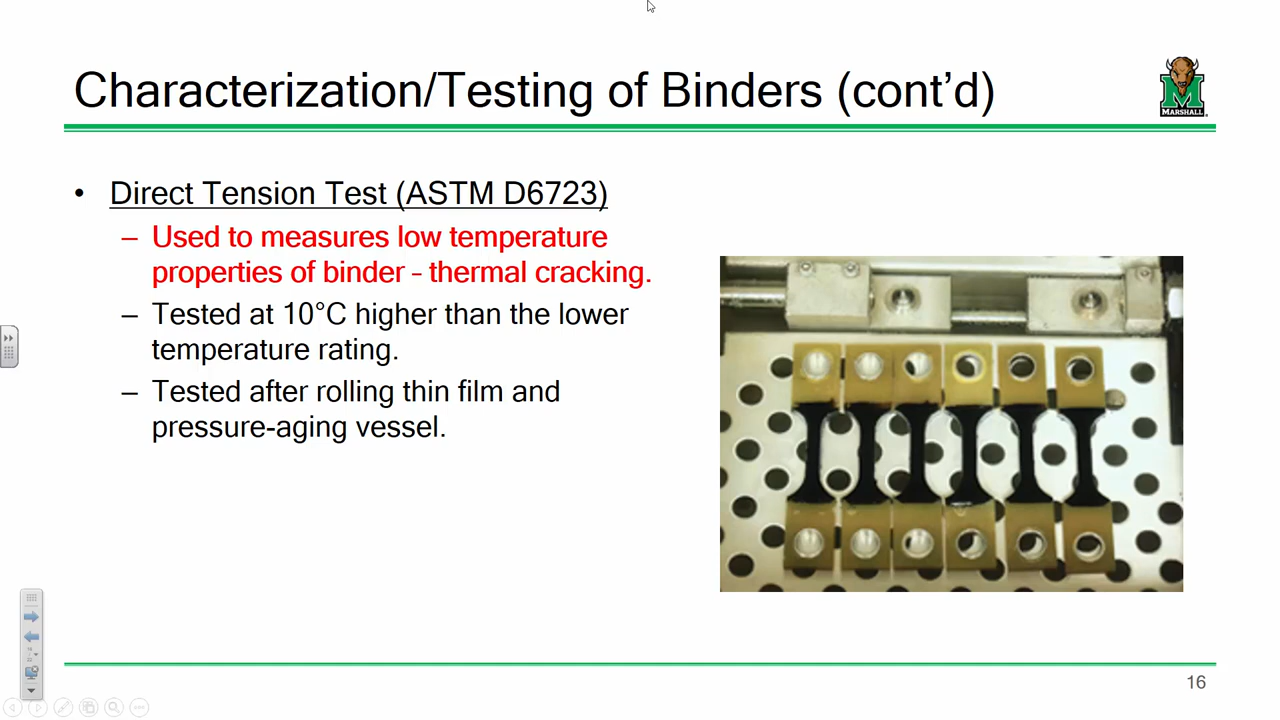 Characterization/Testing of Binders (cont'd)
MARSHALL
• Direct Tension Test (ASTM D6723)
– Used to measures low temperature
properties of binder – thermal cracking.
– Tested at 10°C higher than the lower
temperature rating.
– Tested after rolling thin film and
pressure-aging vessel.
16